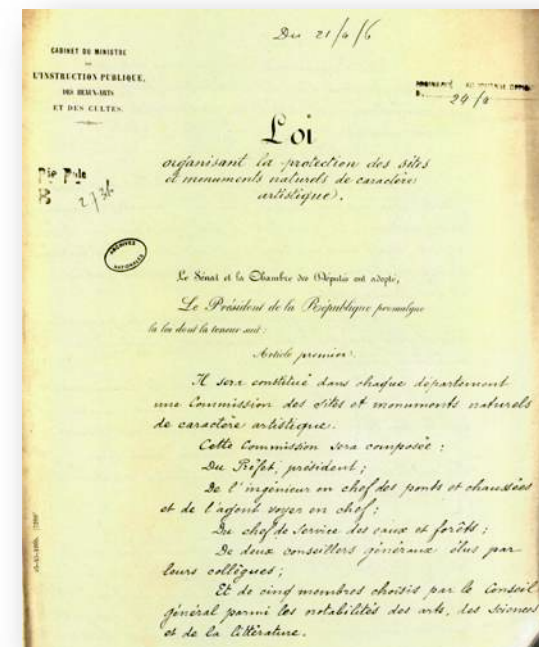 Du 21/4/6
CABINET DU MINISTRE
DE
L'INSTRUCTION PUBLIQUE,
DES BEAUX-ARTS
ET DES CULTES.
24/4
Loi
organisant la protection des sites
et monuments naturels de caractère
artistique.
2/36
ARCHIVES
NATIONALES
Le Sénat et la Chambre des Députés ont adopté,
Le Président de la République promulgue
la loi dont la teneur suit :
Article premier.
Il sera constitué dans chaque département
une Commission des sites et monuments naturels
de caractère artistique.
Cette Commission sera composée :
Du Préfet, président ;
De l'ingénieur en chef des ponts et chaussées
et de l'agent voyer en chef ;
Du chef de service des eaux et forêts ;
De deux conseillers généraux élus par
leurs collègues ;
Et de cinq membres choisis par le Conseil
général parmi les notabilités des arts, des sciences
et de la littérature.